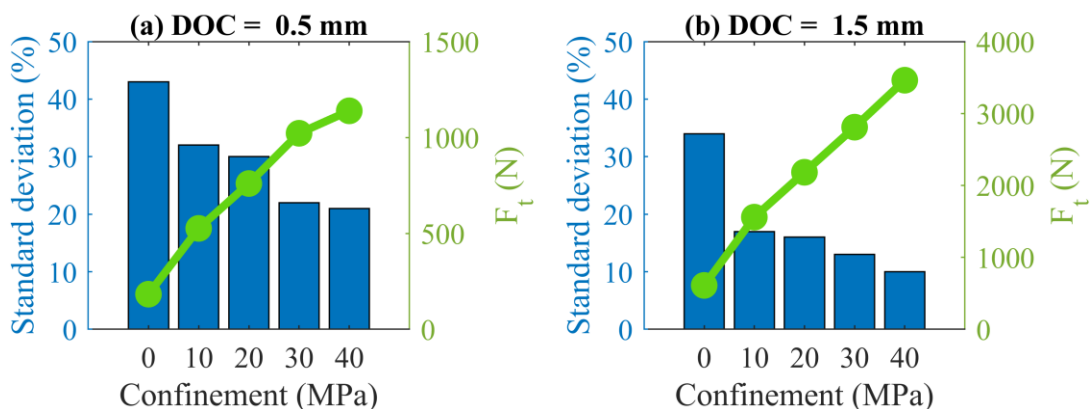 (a) DOC = 0.5 mm
Standard deviation (%)
50
40
30
20
10
0
1500
1000
500
0
F_t (N)
0 10 20 30 40
Confinement (MPa)
(b) DOC = 1.5 mm
Standard deviation (%)
50
40
30
20
10
0
4000
3000
2000
1000
0
F_t (N)
0 10 20 30 40
Confinement (MPa)